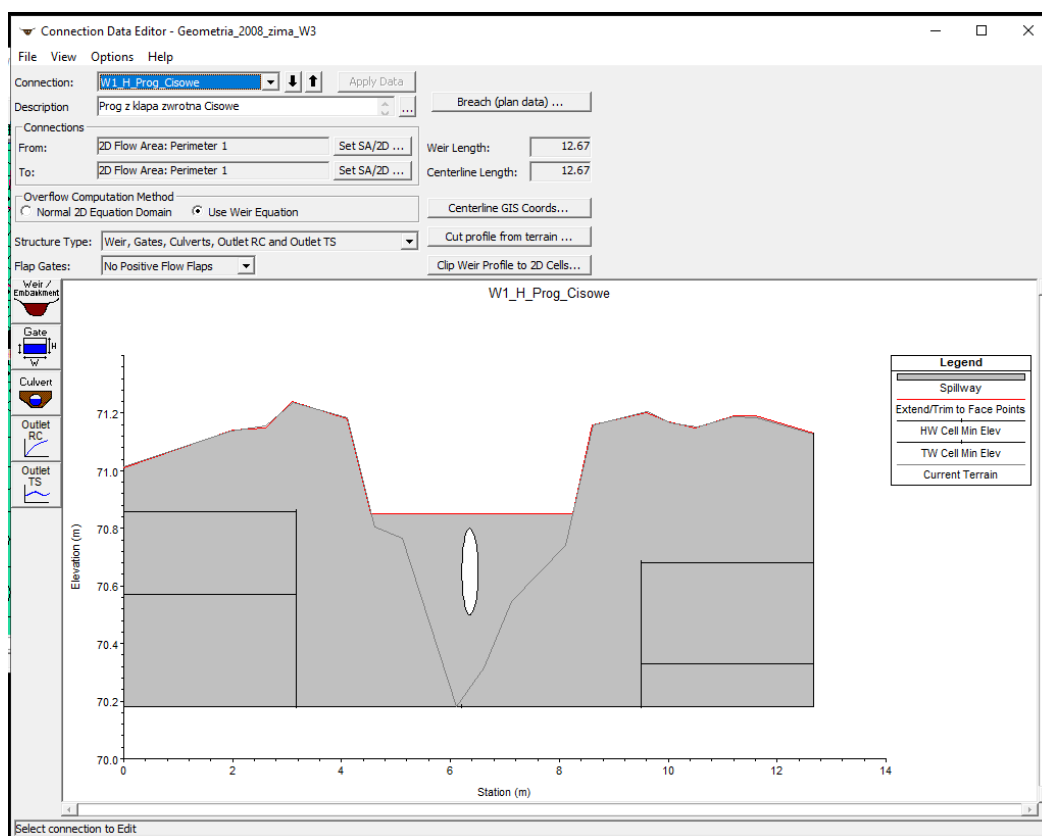 Connection Data Editor - Geometria_2008_zima_W3
File View Options Help
Connection: W1_H_Prog_Cisowe Apply Data
Description Prog z klapa zwrotna Cisowe ... Breach (plan data) ...
Connections
From: 2D Flow Area: Perimeter 1 Set SA/2D ... Weir Length: 12.67
To: 2D Flow Area: Perimeter 1 Set SA/2D ... Centerline Length: 12.67
Overflow Computation Method
Normal 2D Equation Domain Use Weir Equation Centerline GIS Coords...
Structure Type: Weir, Gates, Culverts, Outlet RC and Outlet TS Cut profile from terrain ...
Flap Gates: No Positive Flow Flaps Clip Weir Profile to 2D Cells...
Weir /
Embankment
Gate
H
W
Culvert
Outlet
RC
Outlet
TS
W1_H_Prog_Cisowe
Legend
Spillway
Extend/Trim to Face Points
HW Cell Min Elev
TW Cell Min Elev
Current Terrain
Elevation (m)
71.2
71.0
70.8
70.6
70.4
70.2
70.0
0 2 4 6 8 10 12 14
Station (m)
Select connection to Edit